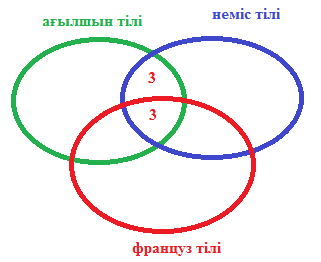 неміс тілі
ағылшын тілі
3
3
француз тілі